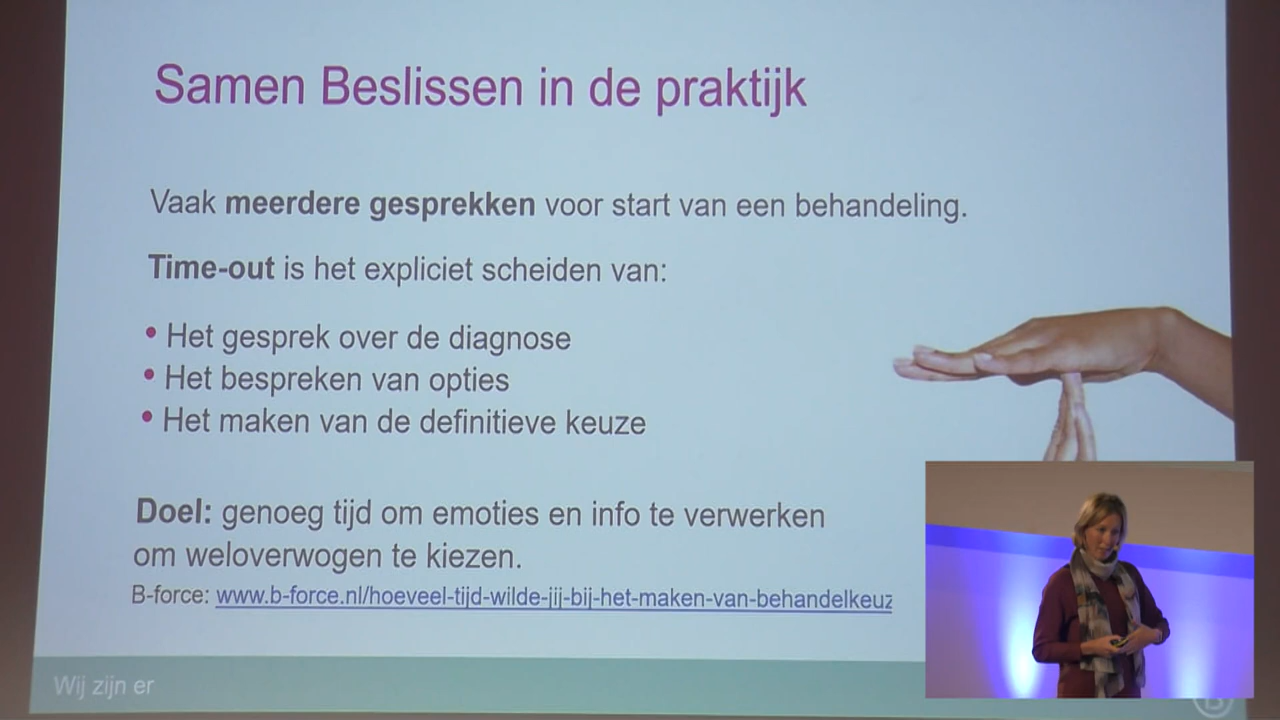 Samen Beslissen in de praktijk
Vaak meerdere gesprekken voor start van een behandeling.
Time-out is het expliciet scheiden van:
• Het gesprek over de diagnose
• Het bespreken van opties
• Het maken van de definitieve keuze
Doel: genoeg tijd om emoties en info te verwerken
om weloverwogen te kiezen.
B-force: www.b-force.nl/hoeveel-tijd-wilde-jij-bij-het-maken-van-behandelkeuz
Wij zijn er
B